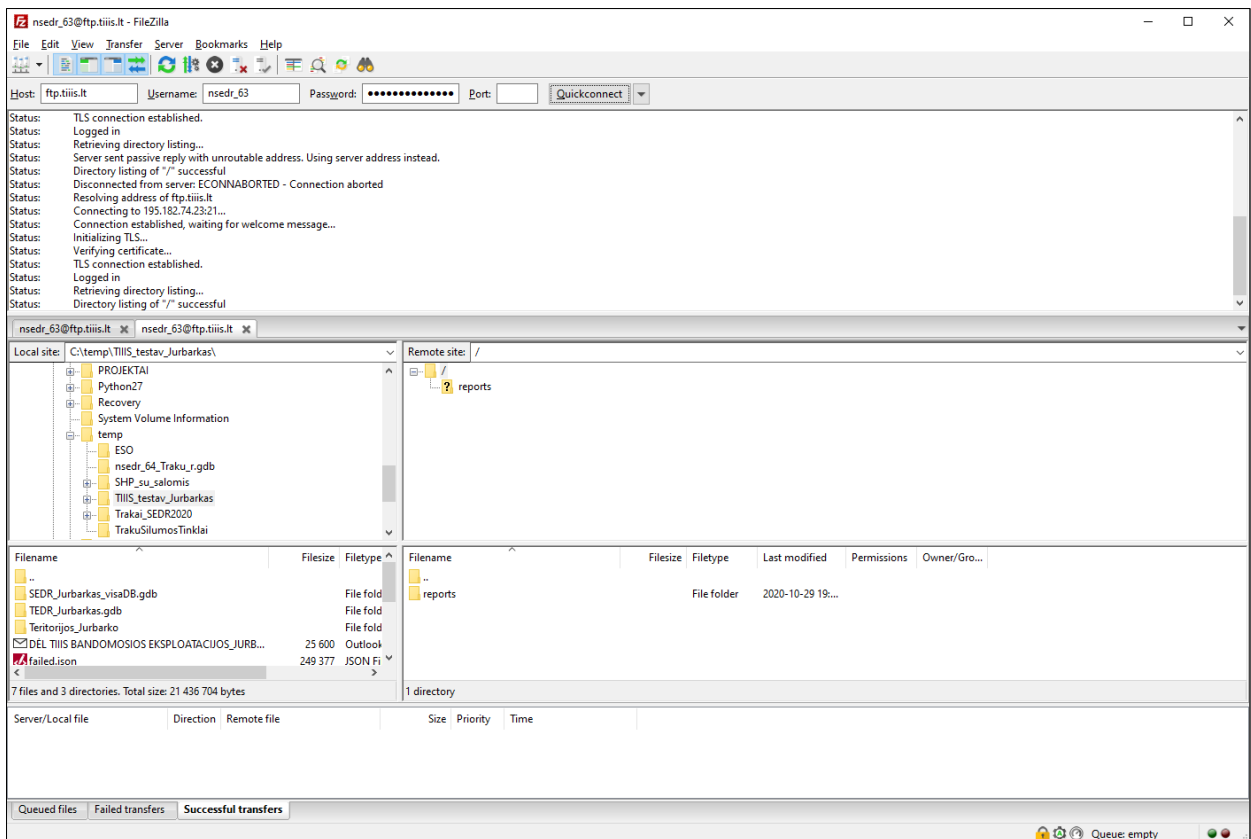 nsedr_63@ftp.tiiis.lt - FileZilla
File Edit View Transfer Server Bookmarks Help
Host: ftp.tiiis.lt Username: nsedr_63 Password: ●●●●●●●●●●●●●● Port: Quickconnect
Status: TLS connection established.
Status: Logged in
Status: Retrieving directory listing...
Status: Server sent passive reply with unroutable address. Using server address instead.
Status: Directory listing of "/" successful
Status: Disconnected from server: ECONNABORTED - Connection aborted
Status: Resolving address of ftp.tiiis.lt
Status: Connecting to 195.182.74.23:21...
Status: Connection established, waiting for welcome message...
Status: Initializing TLS...
Status: Verifying certificate...
Status: TLS connection established.
Status: Logged in
Status: Retrieving directory listing...
Status: Directory listing of "/" successful
nsedr_63@ftp.tiiis.lt nsedr_63@ftp.tiiis.lt
Local site: C:\temp\TIIIS_testav_Jurbarkas\
PROJEKTAI
Python27
Recovery
System Volume Information
temp
ESO
nsedr_64_Traku_r.gdb
SHP_su_salomis
TIIIS_testav_Jurbarkas
Trakai_SEDR2020
TrakuSilumosTinklai
Remote site: /
/
? reports
Filename Filesize Filetype
..
SEDR_Jurbarkas_visaDB.gdb File fold
TEDR_Jurbarkas.gdb File fold
Teritorijos_Jurbarko File fold
DĖL TIIIS BANDOMOSIOS EKSPLOATACIJOS_JURB... 25 600 Outlook
failed.json 249 377 JSON Fi
7 files and 3 directories. Total size: 21 436 704 bytes
Filename Filesize Filetype Last modified Permissions Owner/Gro...
..
reports File folder 2020-10-29 19:...
1 directory
Server/Local file Direction Remote file Size Priority Time
Queued files Failed transfers Successful transfers
Queue: empty